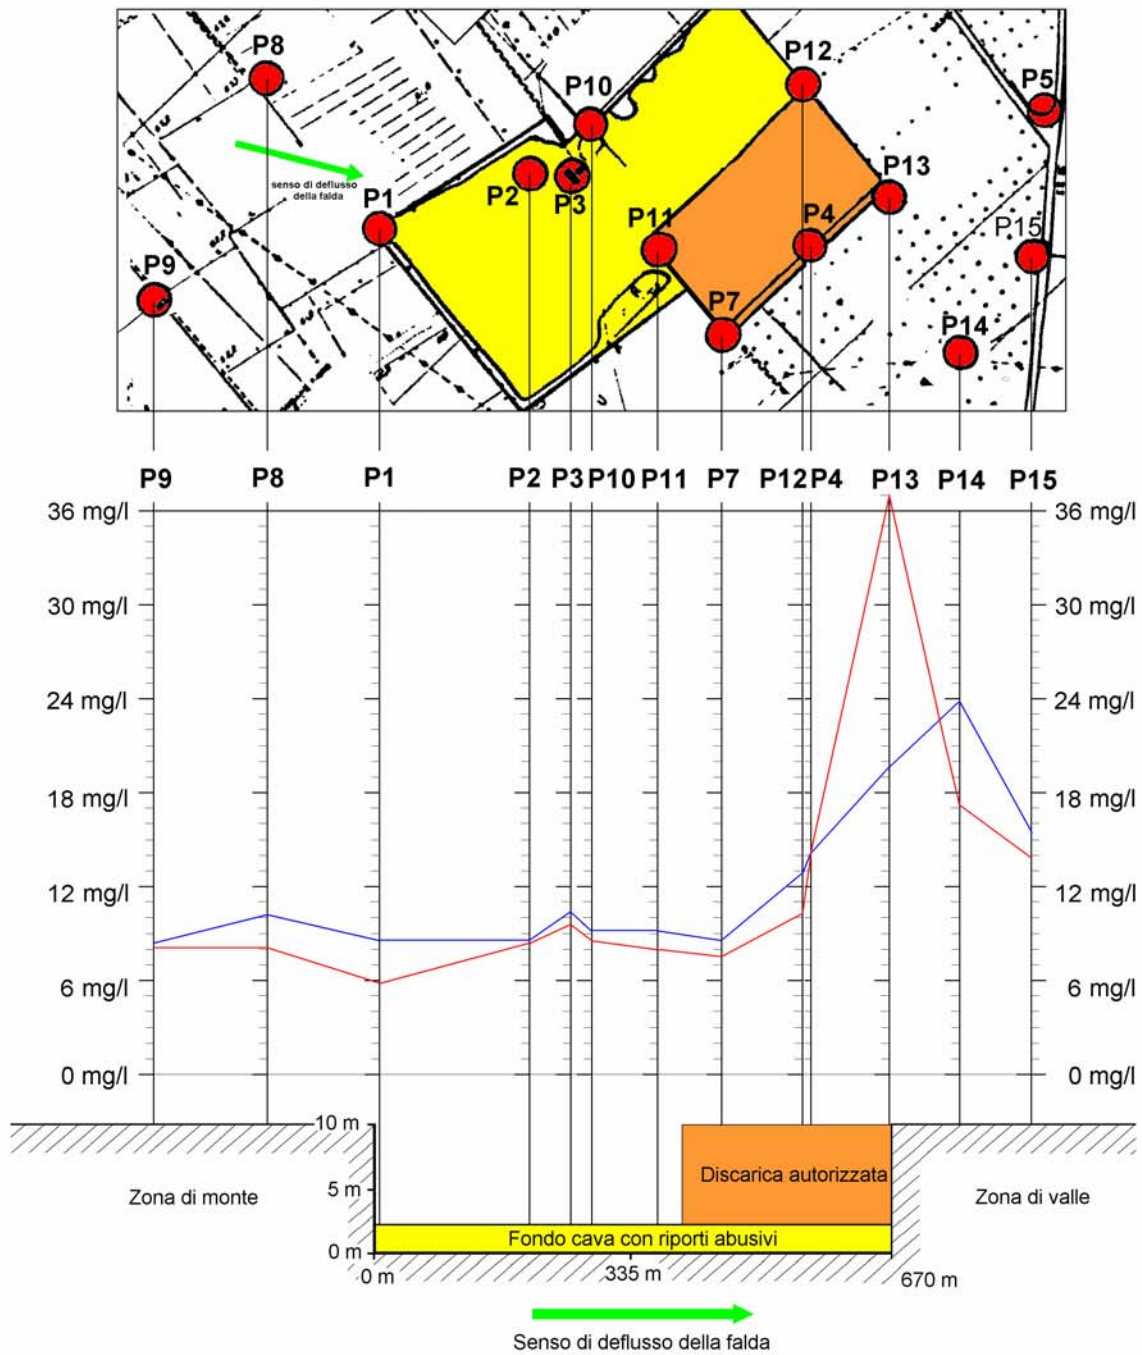 P8
P12
P5
P10
senso di deflusso
della falda
P2
P3
P13
P1
P11
P4
P15
P9
P7
P14
P9 P8 P1 P2 P3 P10 P11 P7 P12 P4 P13 P14 P15
36 mg/l 36 mg/l
30 mg/l 30 mg/l
24 mg/l 24 mg/l
18 mg/l 18 mg/l
12 mg/l 12 mg/l
6 mg/l 6 mg/l
0 mg/l 0 mg/l
10 m
Zona di monte
5 m
Discarica autorizzata
Zona di valle
0 m
Fondo cava con riporti abusivi
0 m 335 m 670 m
Senso di deflusso della falda